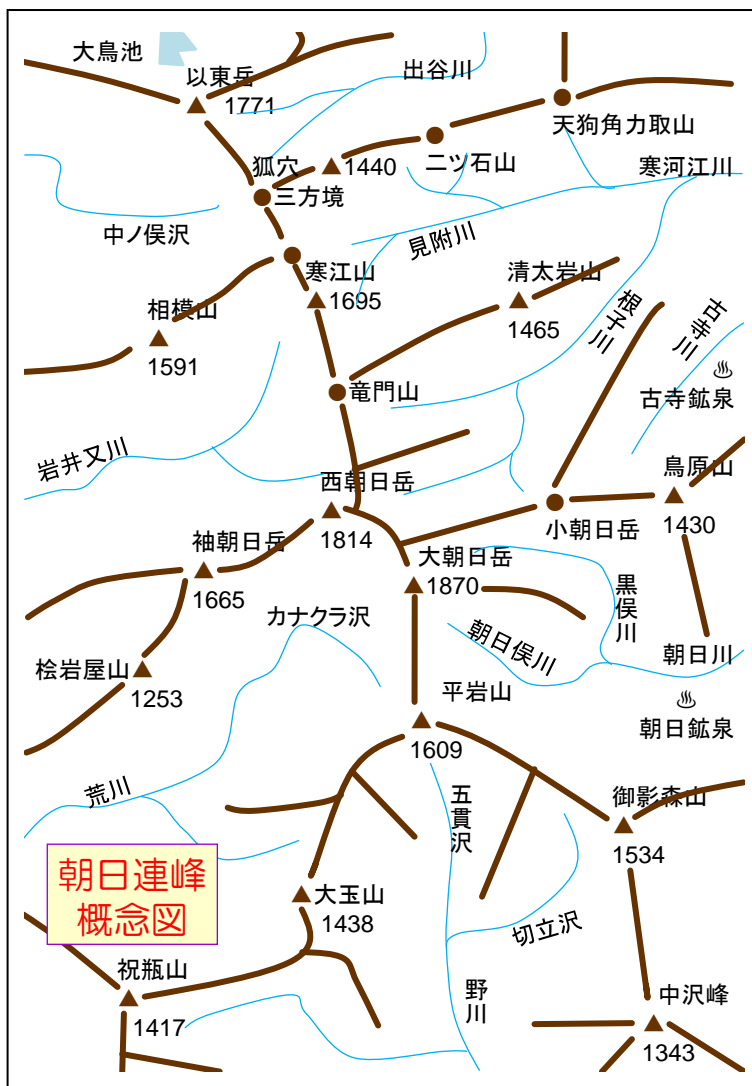 大鳥池
以東岳
1771
出谷川
天狗角力取山
狐穴
1440
二ツ石山
寒河江川
三方境
中ノ俣沢
見附川
寒江山
1695
清太岩山
1465
相模山
1591
根子川
古寺川
古寺鉱泉
竜門山
岩井又川
西朝日岳
1814
鳥原山
1430
小朝日岳
袖朝日岳
1665
大朝日岳
1870
黒俣川
カナクラ沢
朝日俣川
朝日川
桧岩屋山
1253
平岩山
1609
朝日鉱泉
荒川
五貫沢
御影森山
1534
朝日連峰
概念図
大玉山
1438
切立沢
祝瓶山
1417
野川
中沢峰
1343